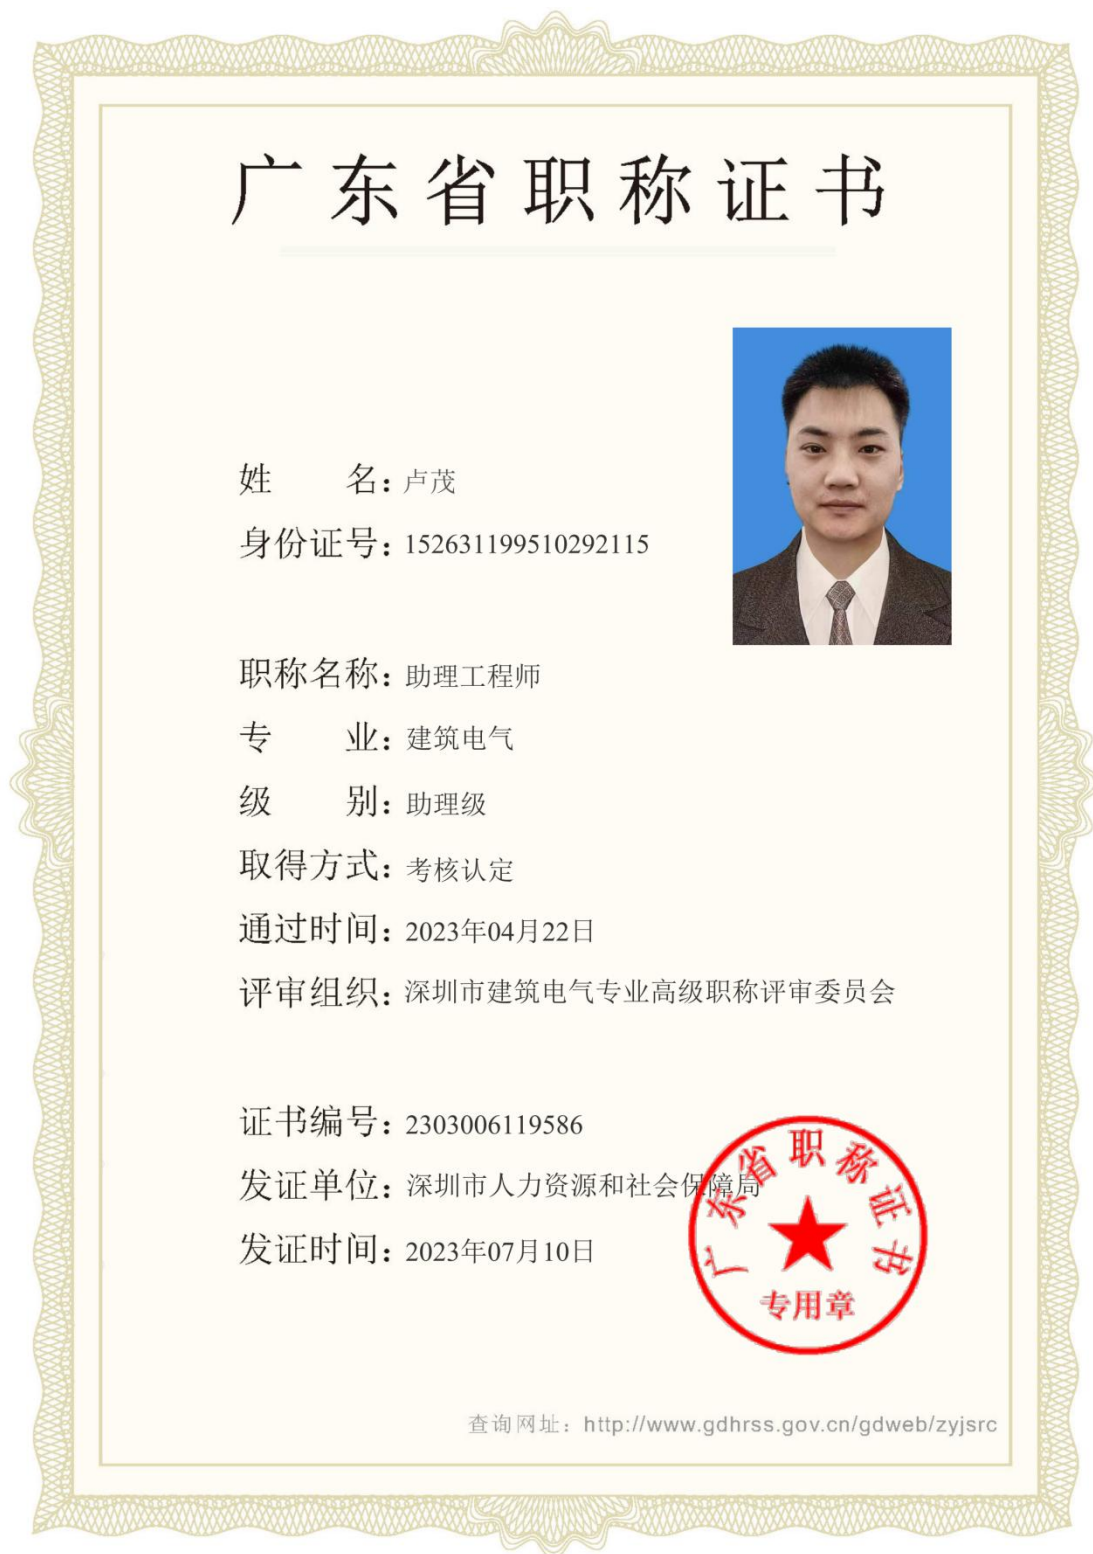 广东省职称证书
姓 名：卢茂
身份证号：152631199510292115
职称名称：助理工程师
专 业：建筑电气
级 别：助理级
取得方式：考核认定
通过时间：2023年04月22日
评审组织：深圳市建筑电气专业高级职称评审委员会
证书编号：2303006119586
发证单位：深圳市人力资源和社会保障局
发证时间：2023年07月10日
广东省职称证书
专用章
查询网址：http://www.gdhrss.gov.cn/gdweb/zyjsrc